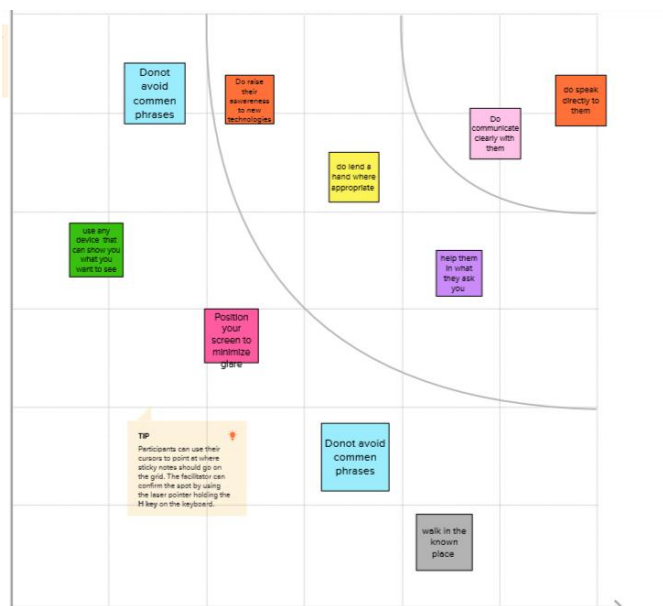 Donot
avoid
commen
phrases
Do raise
their
awareness
to new
technologies
do speak
directly to
them
Do
communicate
clearly with
them
do lend a
hand where
appropriate
use any
device that
can show you
what you
want to see
help them
in what
they ask
you
Position
your
screen to
minimize
glare
TIP
Participants can use their
cursors to point at where
sticky notes should go on
the grid. The facilitator can
confirm the spot by using
the laser pointer holding the
H key on the keyboard.
Donot avoid
commen
phrases
walk in the
known
place